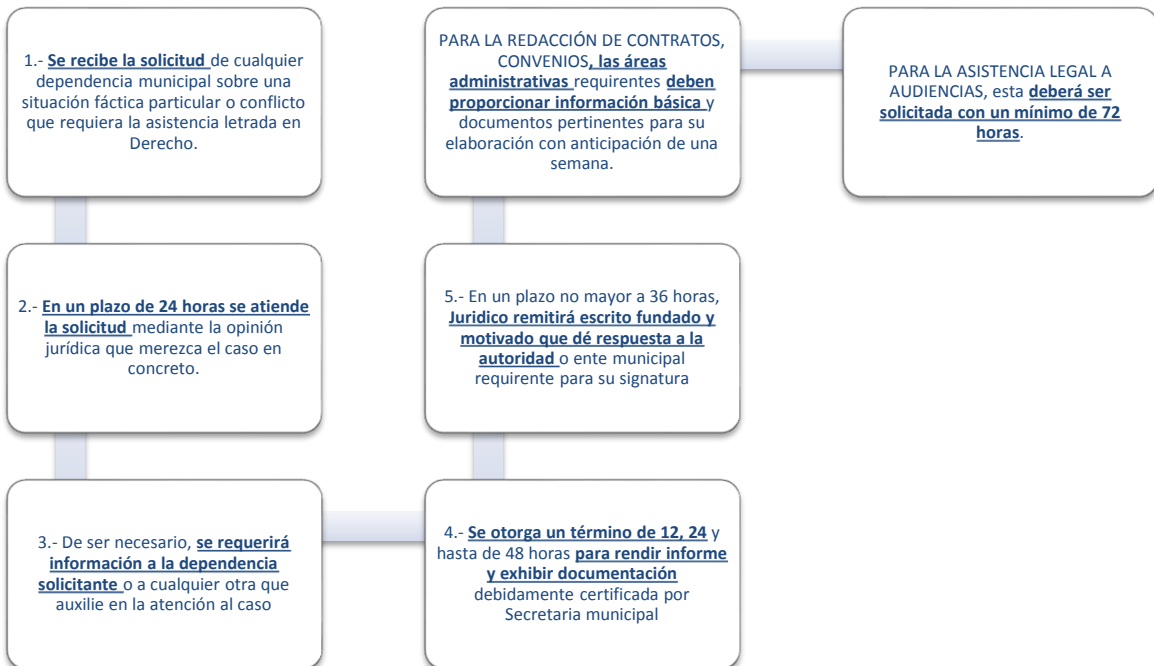 1.- Se recibe la solicitud de cualquier
dependencia municipal sobre una
situación fáctica particular o conflicto
que requiera la asistencia letrada en
Derecho.
2.- En un plazo de 24 horas se atiende
la solicitud mediante la opinión
jurídica que merezca el caso en
concreto.
3.- De ser necesario, se requerirá
información a la dependencia
solicitante o a cualquier otra que
auxilie en la atención al caso
4.- Se otorga un término de 12, 24 y
hasta de 48 horas para rendir informe
y exhibir documentación
debidamente certificada por
Secretaria municipal
5.- En un plazo no mayor a 36 horas,
Juridico remitirá escrito fundado y
motivado que dé respuesta a la
autoridad o ente municipal
requirente para su signatura
PARA LA REDACCIÓN DE CONTRATOS,
CONVENIOS, las áreas
administrativas requirentes deben
proporcionar información básica y
documentos pertinentes para su
elaboración con anticipación de una
semana.
PARA LA ASISTENCIA LEGAL A
AUDIENCIAS, esta deberá ser
solicitada con un mínimo de 72
horas.